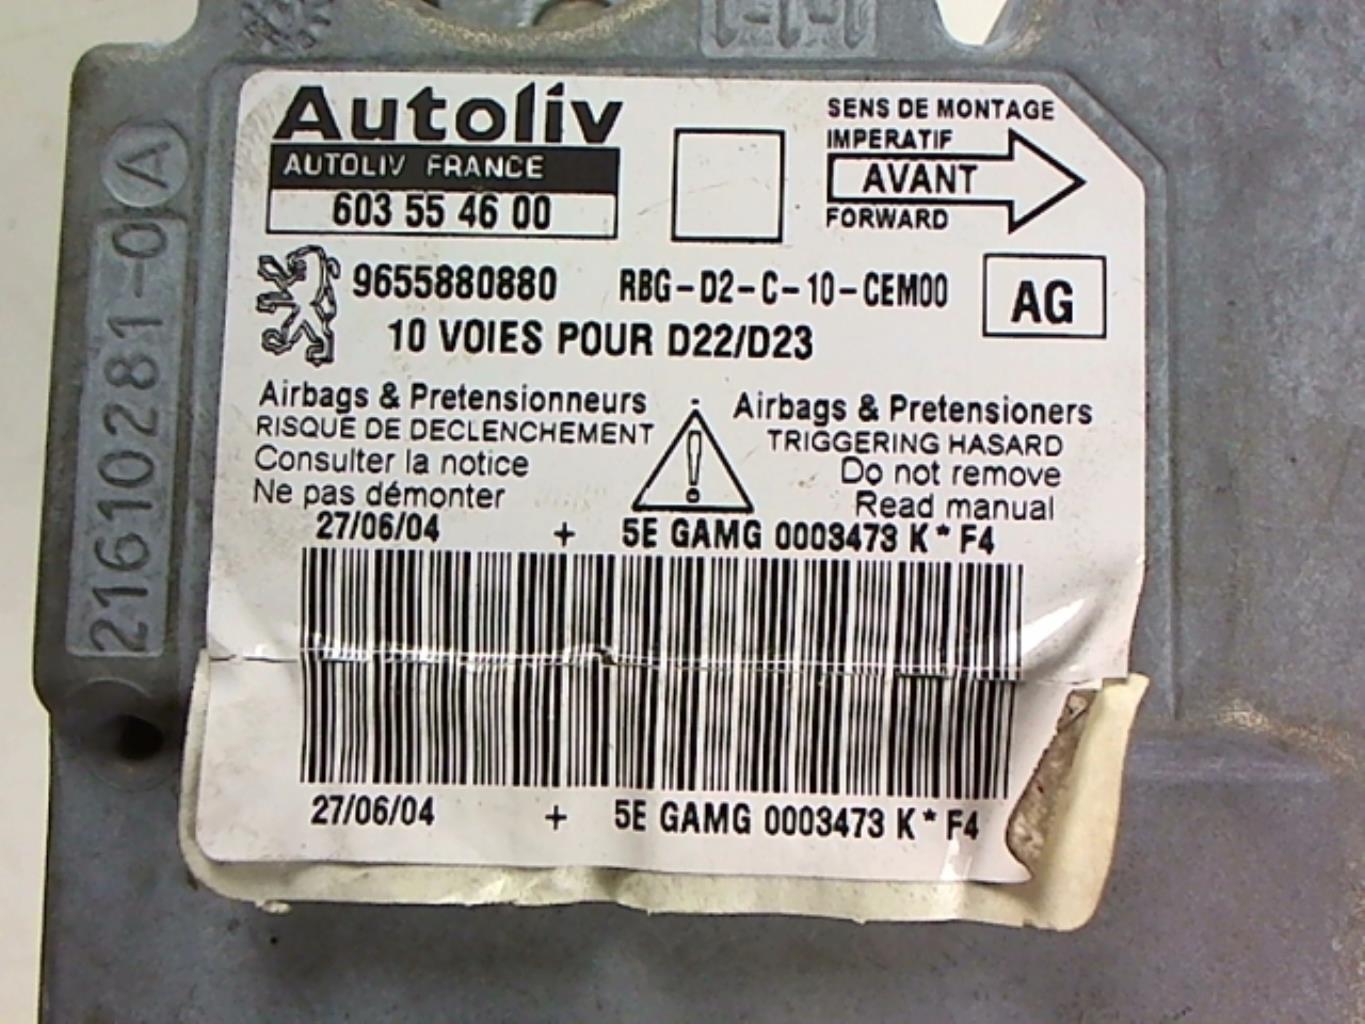 Autoliv
AUTOLIV FRANCE
603 55 46 00
SENS DE MONTAGE
IMPERATIF
AVANT
FORWARD
9655880880 RBG-D2-C-10-CEM00
AG
10 VOIES POUR D22/D23
Airbags & Pretensionneurs
RISQUE DE DECLENCHEMENT
Consulter la notice
Ne pas démonter
Airbags & Pretensioners
TRIGGERING HASARD
Do not remove
Read manual
27/06/04 + 5E GAMG 0003473 K * F4
27/06/04 + 5E GAMG 0003473 K * F4
21610281-0 A